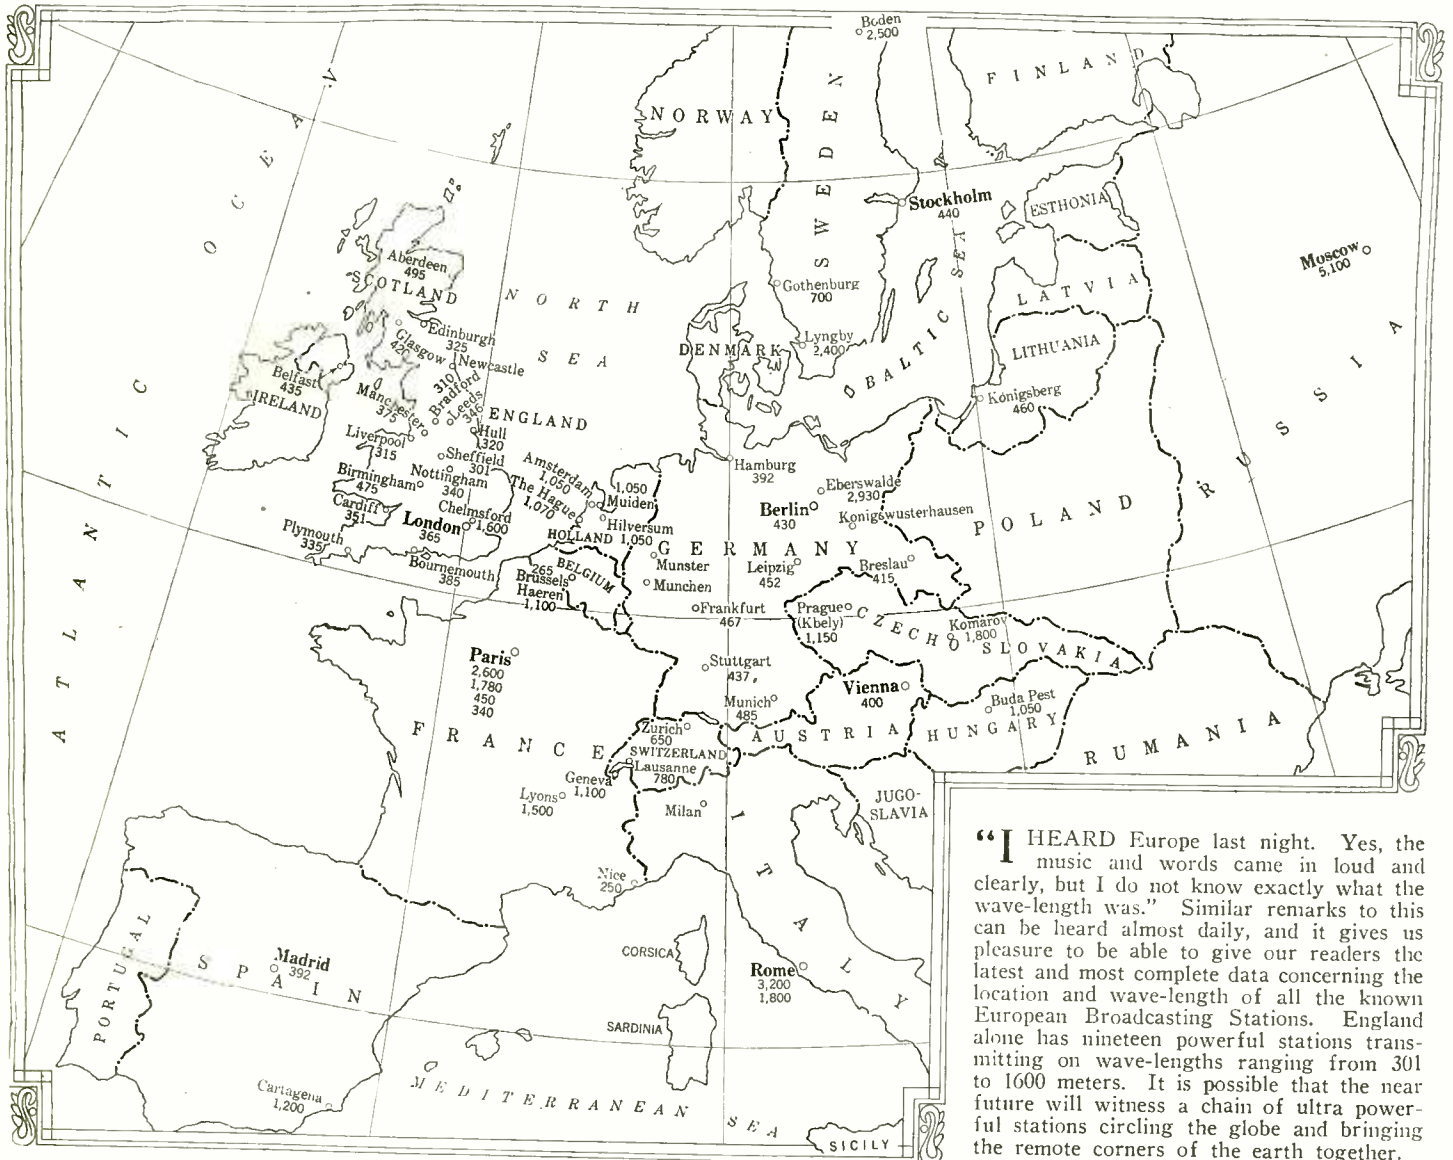 Boden
2,500
FINLAND
NORWAY
SWEDEN
Stockholm
440
ESTHONIA
Moscow
5,100
ATLANTIC OCEAN
Aberdeen
495
SCOTLAND
NORTH
SEA
Gothenburg
700
LATVIA
BALTIC SEA
Edinburgh
325
Glasgow
420
Newcastle
310
DENMARK
Lyngby
2,400
LITHUANIA
RUSSIA
Belfast
435
IRELAND
Bradford
Leeds
346
Manchester
375
ENGLAND
Königsberg
460
Hull
320
Liverpool
315
Sheffield
301
Nottingham
340
Birmingham
475
Amsterdam
1,050
The Hague
1,070
1,050
Muiden
Hamburg
392
Eberswalde
2,930
Berlin
430
Königswusterhausen
POLAND
Cardiff
351
Chelmsford
1,600
London
365
Hilversum
1,050
HOLLAND
Plymouth
335
Bournemouth
385
GERMANY
BELGIUM
265
Brussels
Haeren
1,100
Munster
Munchen
Leipzig
452
Breslau
415
Frankfurt
467
Prague
(Kbely)
1,150
CZECHO SLOVAKIA
Komarov
1,800
Paris
2,600
1,780
450
340
Stuttgart
437
Munich
485
Vienna
400
Buda Pest
1,050
FRANCE
Zurich
650
SWITZERLAND
Lausanne
780
AUSTRIA
HUNGARY
RUMANIA
Geneva
1,100
Lyons
1,500
Milan
JUGO-
SLAVIA
ITALY
Nice
250
PORTUGAL
SPAIN
Madrid
392
CORSICA
Rome
3,200
1,800
SARDINIA
Cartagena
1,200
MEDITERRANEAN SEA
SICILY
“I HEARD Europe last night. Yes, the
music and words came in loud and
clearly, but I do not know exactly what the
wave-length was.” Similar remarks to this
can be heard almost daily, and it gives us
pleasure to be able to give our readers the
latest and most complete data concerning the
location and wave-length of all the known
European Broadcasting Stations. England
alone has nineteen powerful stations trans-
mitting on wave-lengths ranging from 301
to 1600 meters. It is possible that the near
future will witness a chain of ultra power-
ful stations circling the globe and bringing
the remote corners of the earth together.